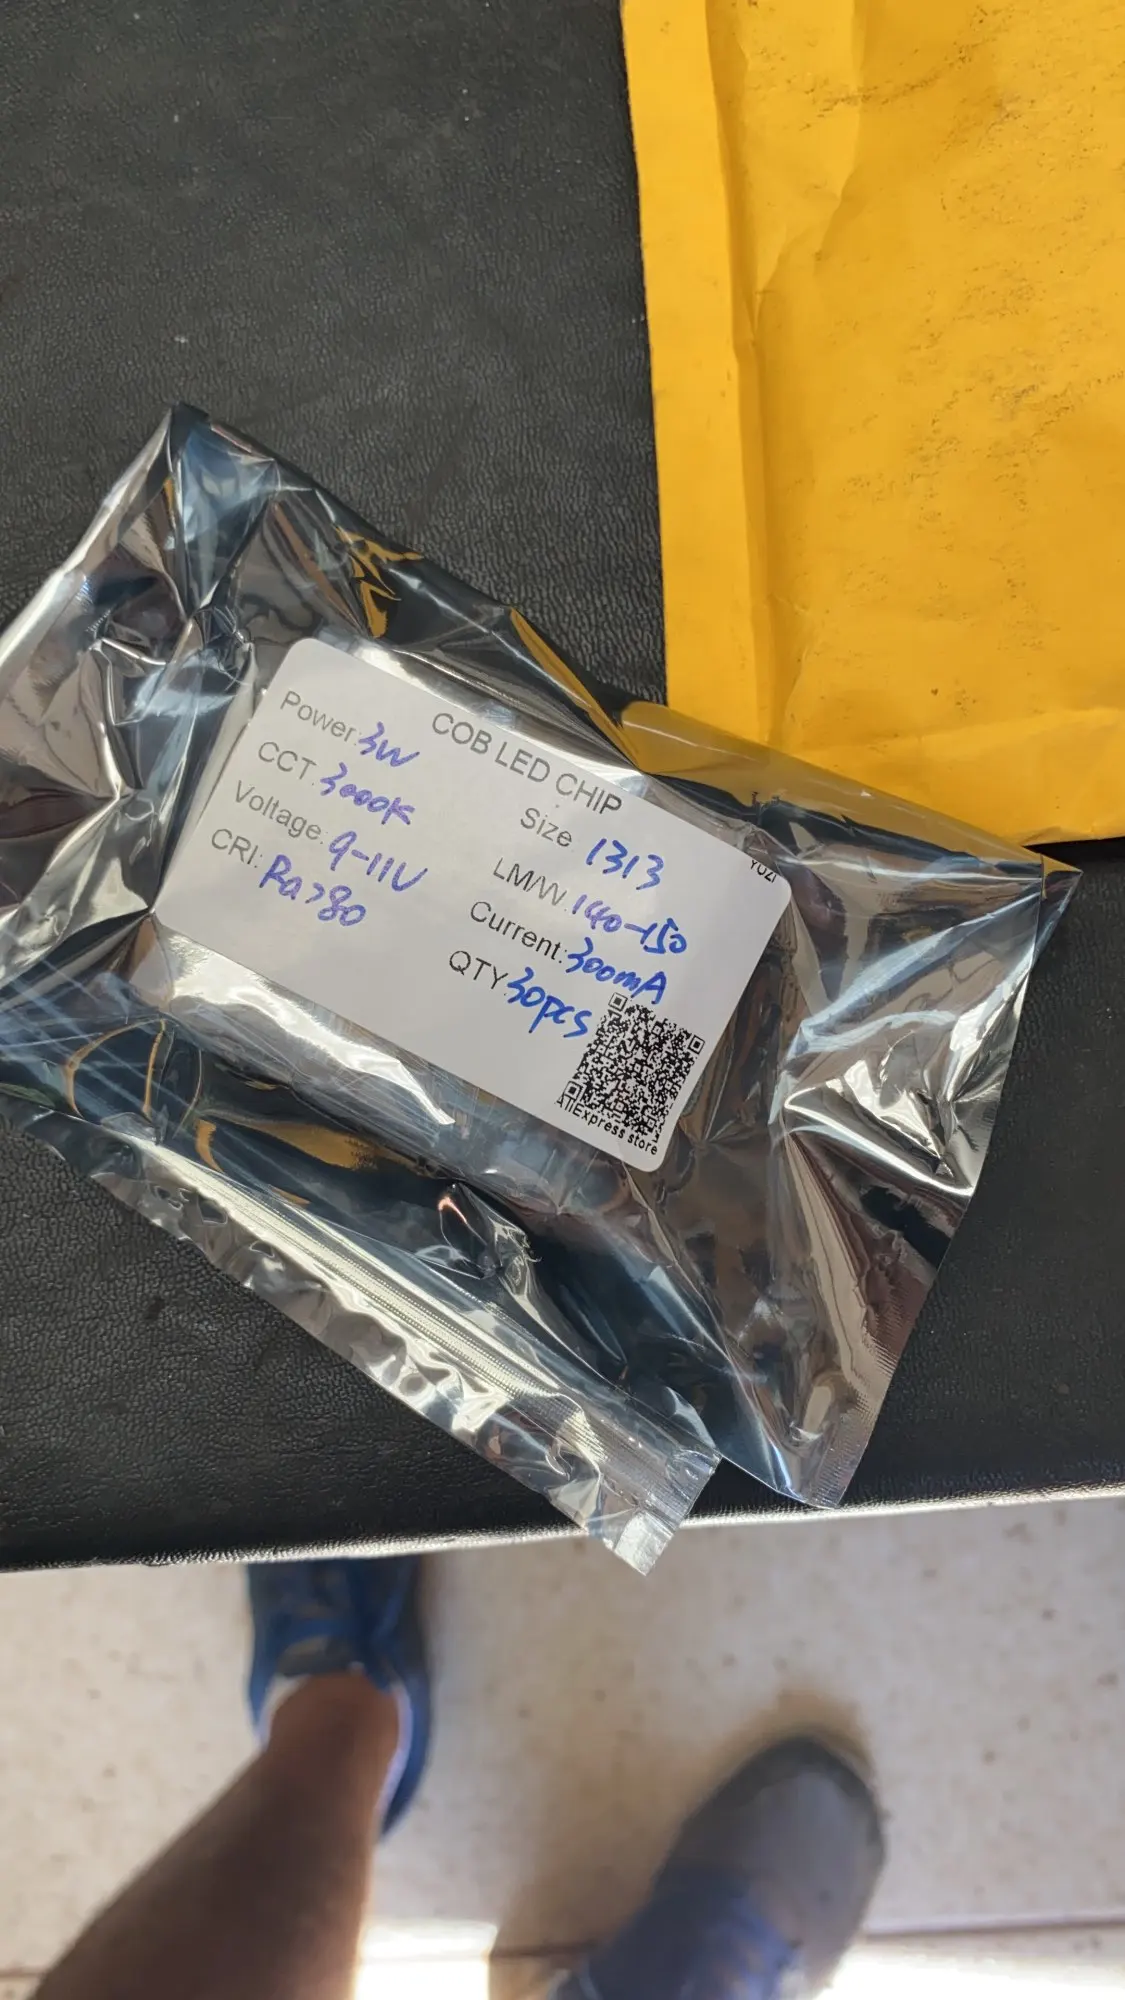 COB LED CHIP
Power: 3W
CCT: 3000K
Voltage: 9-11V
CRI: Ra>80
Size 1313
LM/W: 140-150
Current: 300mA
QTY: 30pcs
YUZI
AliExpress store